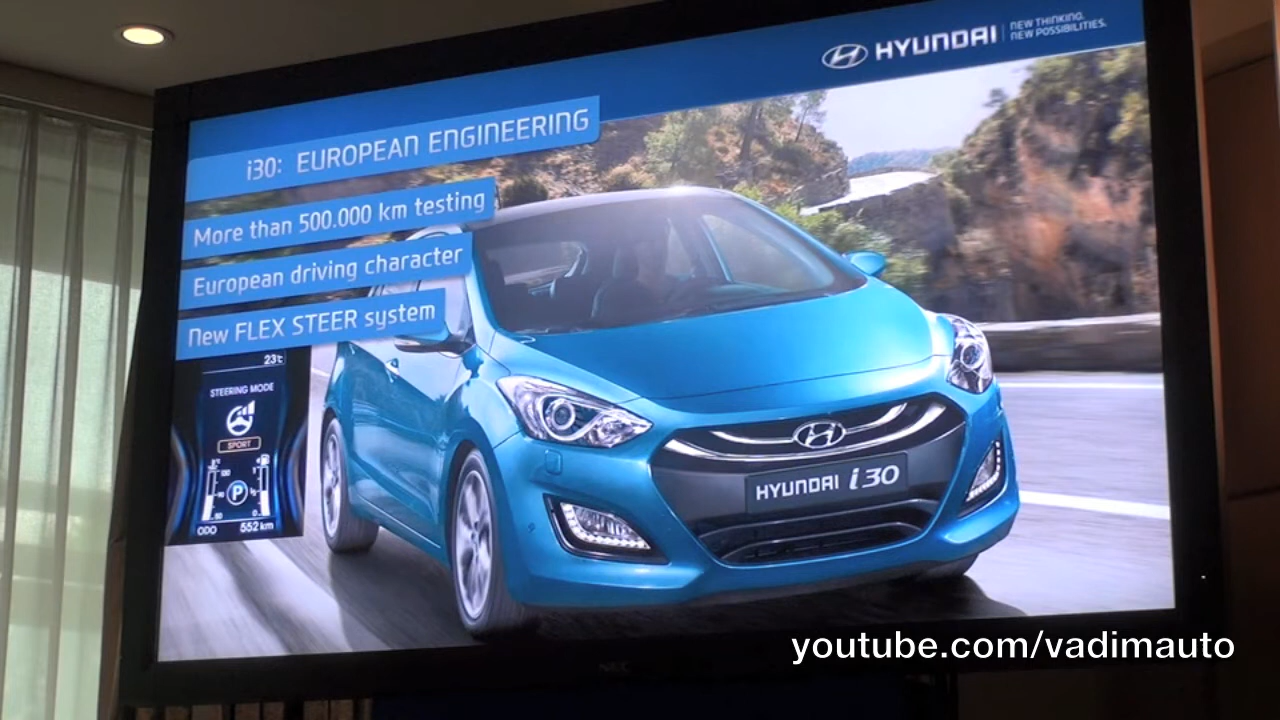 HYUNDAI
NEW THINKING.
NEW POSSIBILITIES.
i30: EUROPEAN ENGINEERING
More than 500.000 km testing
European driving character
New FLEX STEER system
23℃
STEERING MODE
SPORT
P
ODO 552 km
HYUNDAI i30
NEC
youtube.com/vadimauto